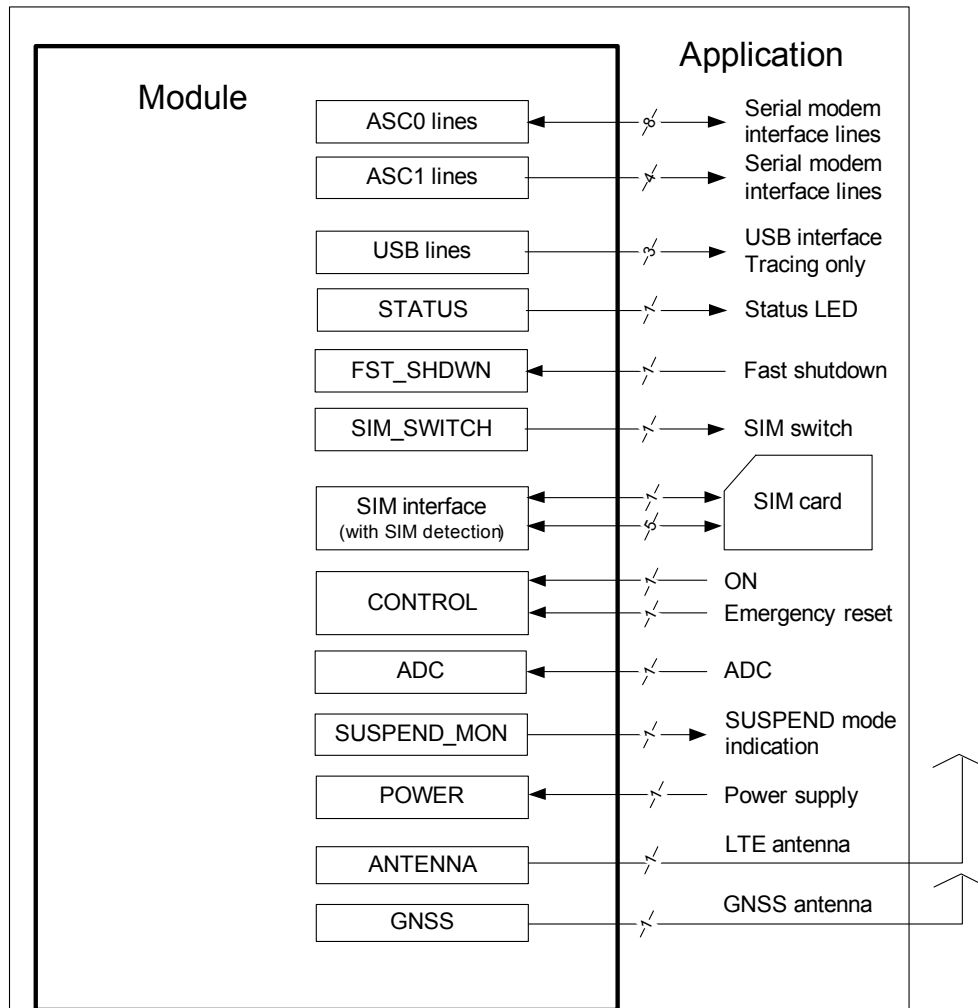 Module
Application
ASC0 lines
8
Serial modem
interface lines
ASC1 lines
4
Serial modem
interface lines
USB lines
3
USB interface
Tracing only
STATUS
1
Status LED
FST_SHDWN
1
Fast shutdown
SIM_SWITCH
1
SIM switch
SIM interface
(with SIM detection)
1
5
SIM card
CONTROL
1
ON
1
Emergency reset
ADC
1
ADC
SUSPEND_MON
1
SUSPEND mode
indication
POWER
1
Power supply
ANTENNA
1
LTE antenna
GNSS
1
GNSS antenna